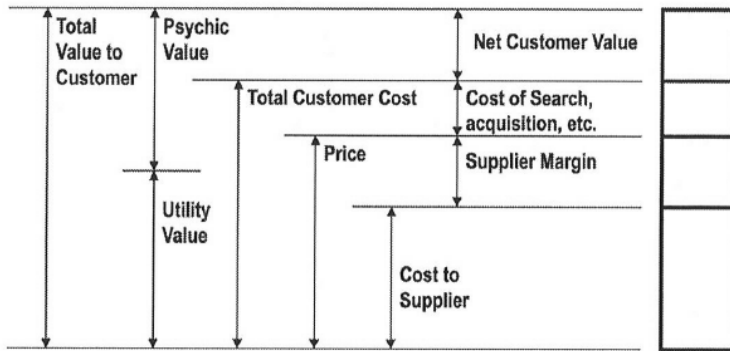 Total
Value to
Customer
Psychic
Value
Net Customer Value
Total Customer Cost
Cost of Search,
acquisition, etc.
Price
Supplier Margin
Utility
Value
Cost to
Supplier